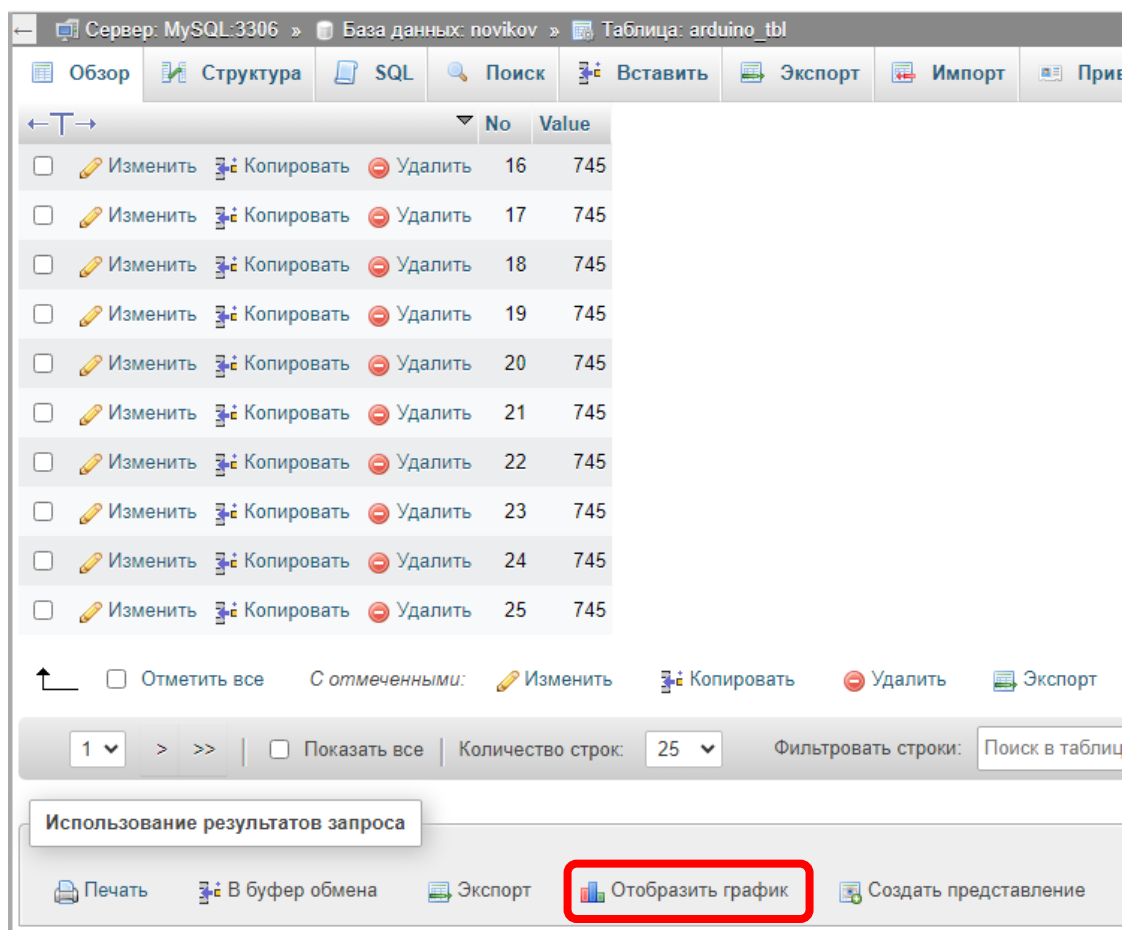 ← Сервер: MySQL:3306 » База данных: novikov » Таблица: arduino_tbl
Обзор Структура SQL Поиск Вставить Экспорт Импорт Прив
←T→ No Value
Изменить Копировать Удалить 16 745
Изменить Копировать Удалить 17 745
Изменить Копировать Удалить 18 745
Изменить Копировать Удалить 19 745
Изменить Копировать Удалить 20 745
Изменить Копировать Удалить 21 745
Изменить Копировать Удалить 22 745
Изменить Копировать Удалить 23 745
Изменить Копировать Удалить 24 745
Изменить Копировать Удалить 25 745
Отметить все С отмеченными: Изменить Копировать Удалить Экспорт
1 > >> | Показать все | Количество строк: 25 Фильтровать строки: Поиск в таблиц
Использование результатов запроса
Печать В буфер обмена Экспорт Отобразить график Создать представление